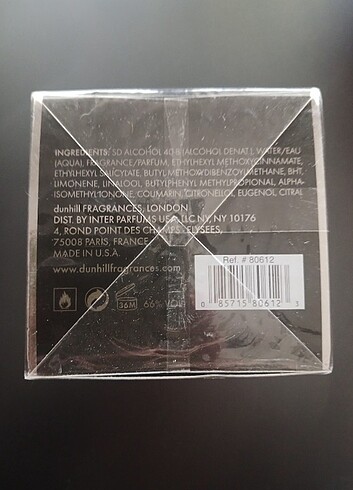 INGREDIENTS: SD ALCOHOL 40-B (ALCOHOL DENAT.), WATER/EAU
(AQUA), FRAGRANCE/PARFUM, ETHYLHEXYL METHOXYCINNAMATE,
ETHYLHEXYL SALICYLATE, BUTYL METHOXYDIBENZOYLMETHANE, BHT,
LIMONENE, LINALOOL, BUTYLPHENYL METHYLPROPIONAL, ALPHA-
ISOMETHYL IONONE, COUMARIN, CITRONELLOL, EUGENOL, CITRAL
dunhill FRAGRANCES, LONDON
DIST. BY INTER PARFUMS USA, LLC NY, NY 10176
4, ROND POINT DES CHAMPS ELYSEES,
75008 PARIS, FRANCE
MADE IN U.S.A.
www.dunhillfragrances.com
Ref. # 80612
36M 66% VOL
0 85715 80612 3